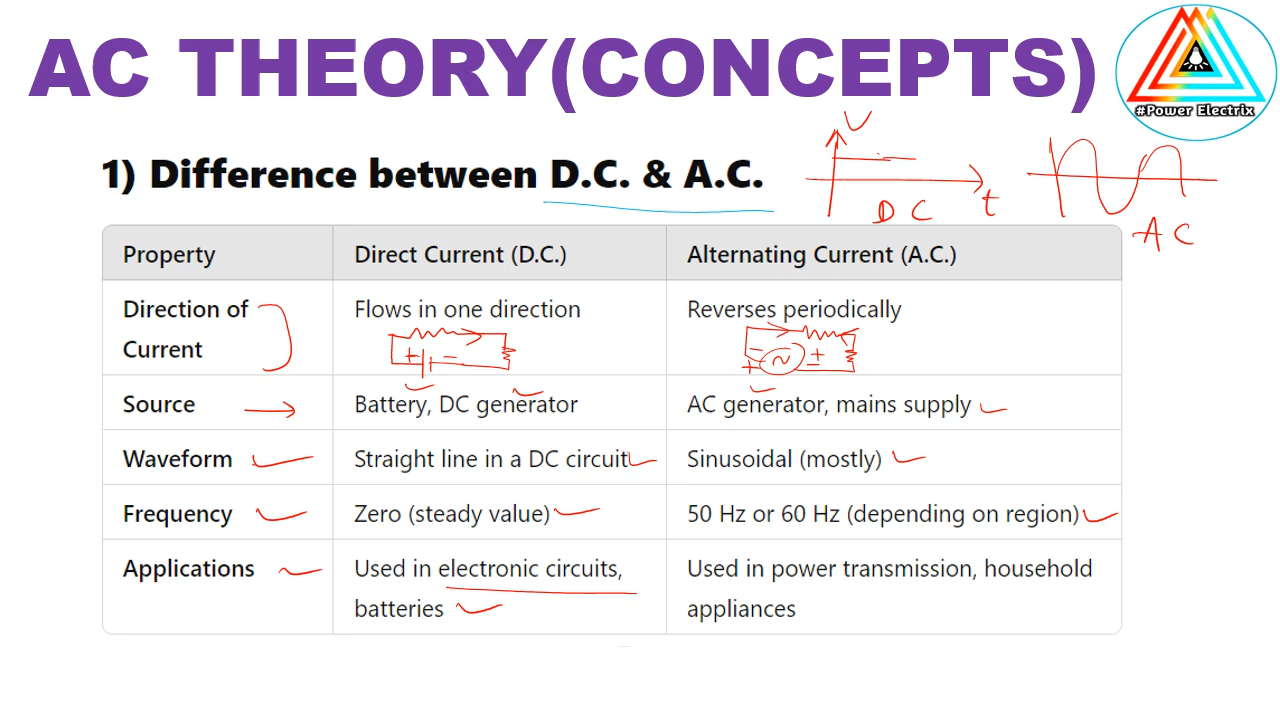 AC THEORY(CONCEPTS)
#Power Electrix
1) Difference between D.C. & A.C.
V
t
DC
AC
Property
Direct Current (D.C.)
Alternating Current (A.C.)
Direction of
Current
Flows in one direction
Reverses periodically
+ -
- + + -
Source
Battery, DC generator
AC generator, mains supply
Waveform
Straight line in a DC circuit
Sinusoidal (mostly)
Frequency
Zero (steady value)
50 Hz or 60 Hz (depending on region)
Applications
Used in electronic circuits,
batteries
Used in power transmission, household
appliances